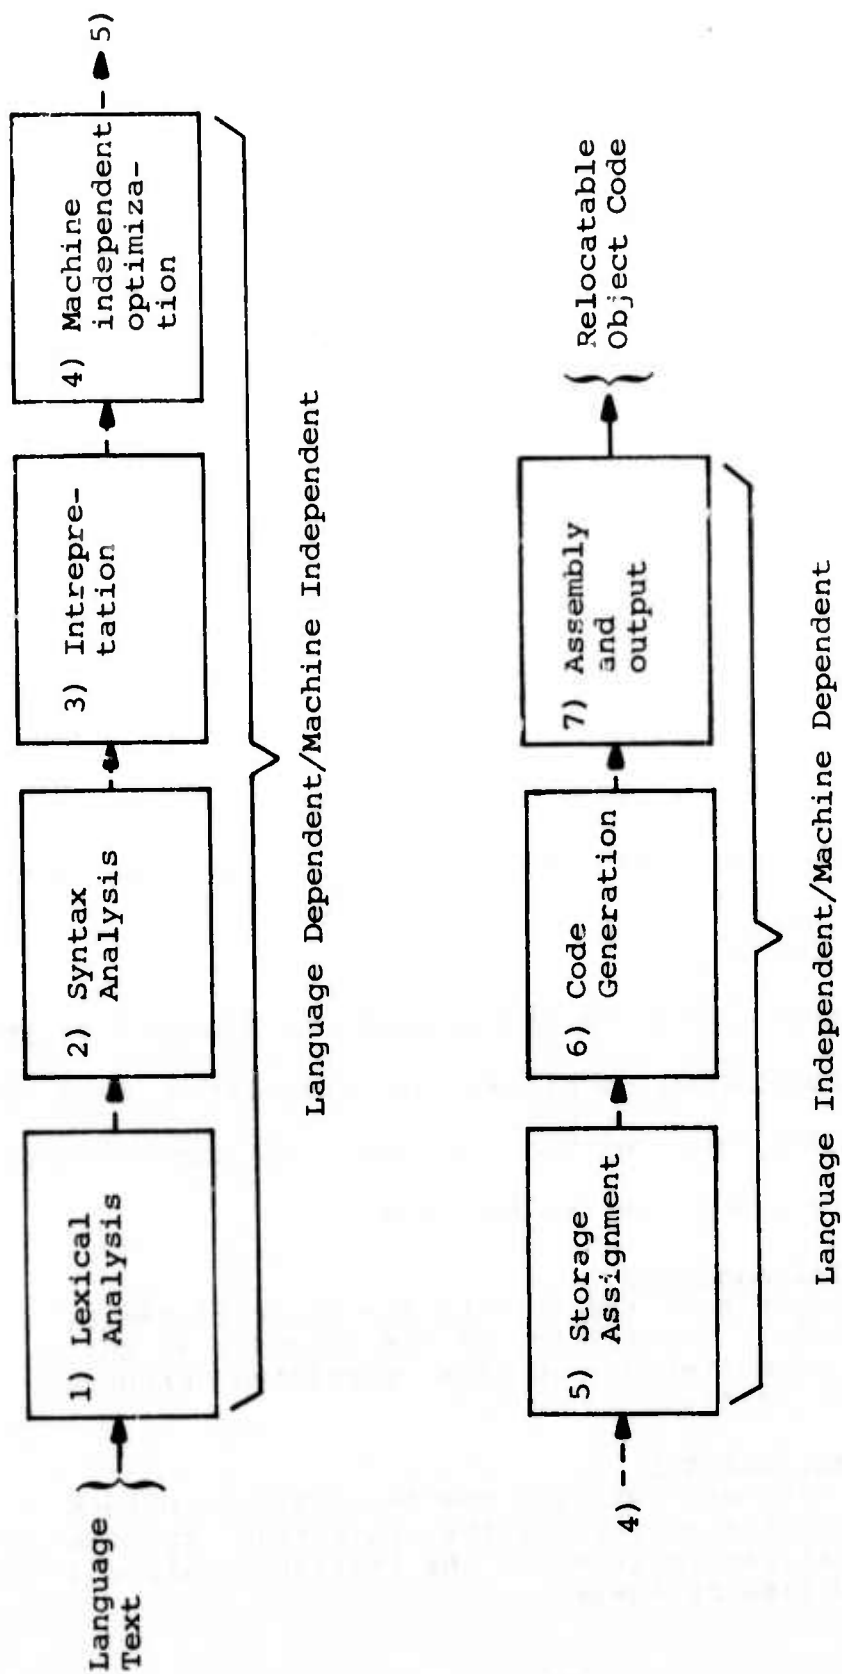 Language
Text
1) Lexical
Analysis
2) Syntax
Analysis
3) Intrepre-
tation
4) Machine
independent
optimiza-
tion
5)
Language Dependent/Machine Independent
4)
5) Storage
Assignment
6) Code
Generation
7) Assembly
and
output
Relocatable
Object Code
Language Independent/Machine Dependent